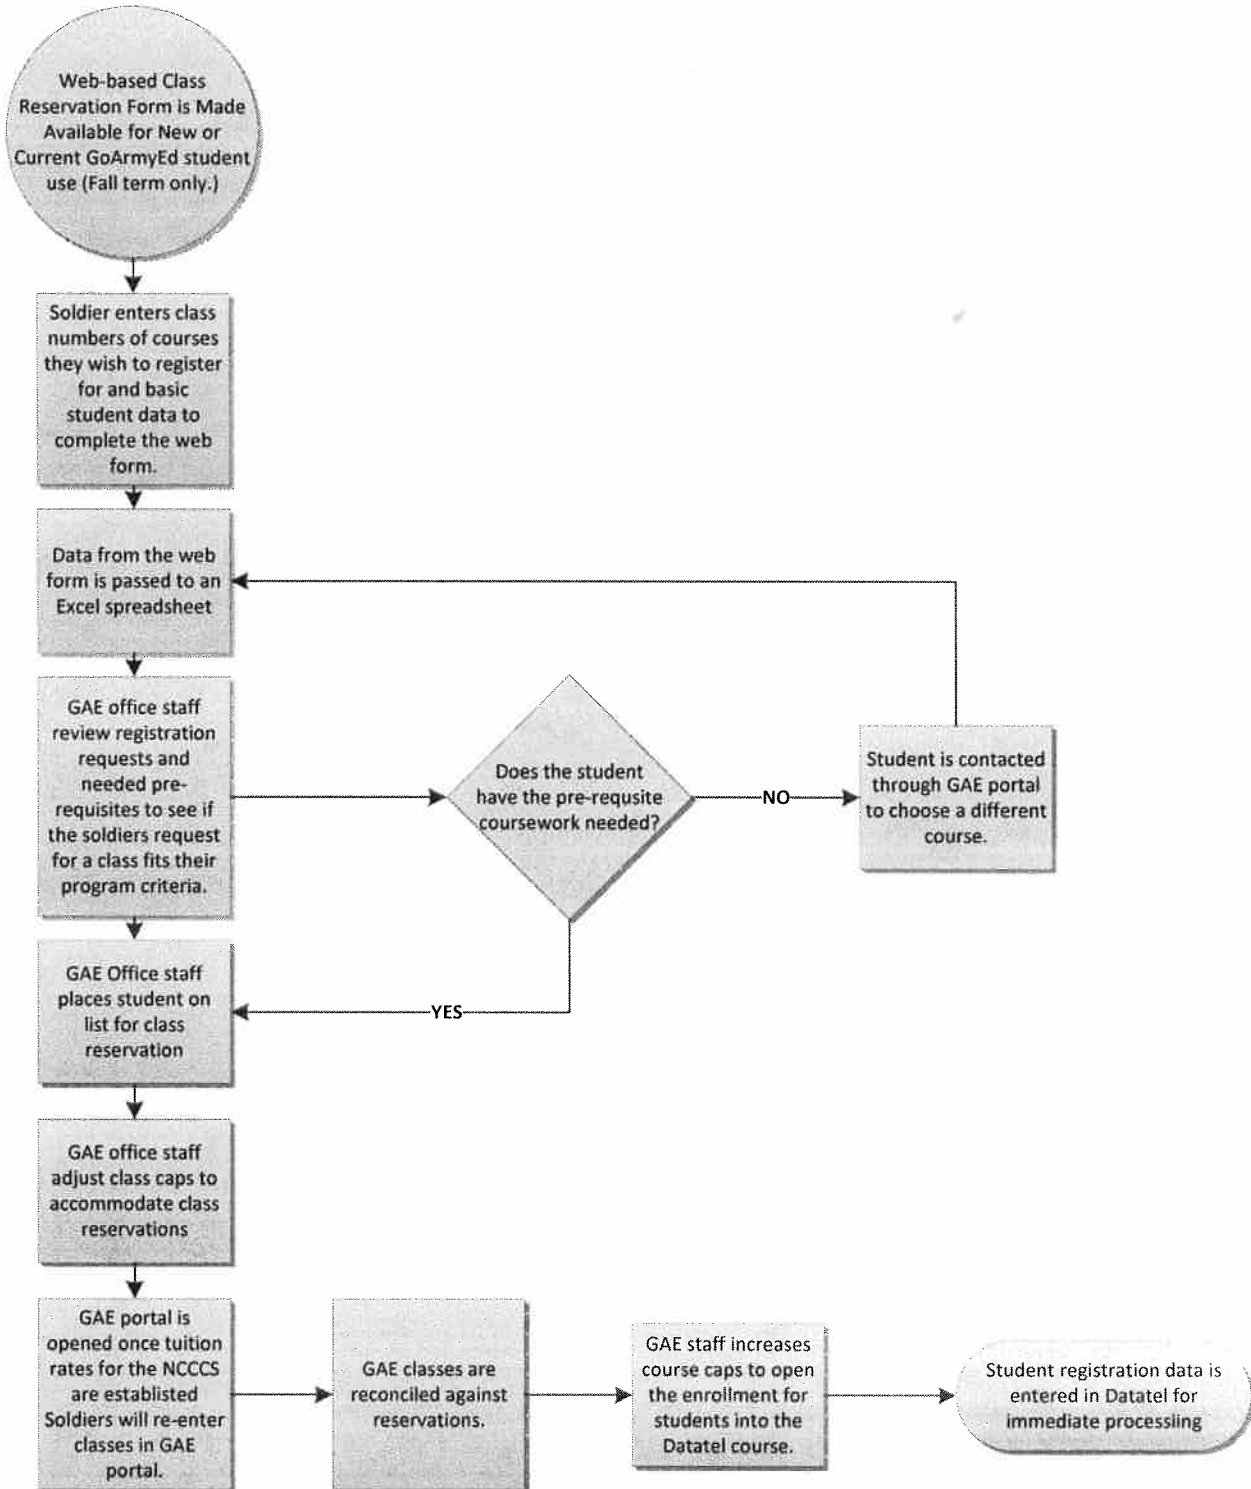 Web-based Class
Reservation Form is Made
Available for New or
Current GoArmyEd student
use (Fall term only.)
Soldier enters class
numbers of courses
they wish to register
for and basic
student data to
complete the web
form.
Data from the web
form is passed to an
Excel spreadsheet
GAE office staff
review registration
requests and
needed pre-
requisites to see if
the soldiers request
for a class fits their
program criteria.
Does the student
have the pre-requsite
coursework needed?
NO
Student is contacted
through GAE portal
to choose a different
course.
YES
GAE Office staff
places student on
list for class
reservation
GAE office staff
adjust class caps to
accommodate class
reservations
GAE portal is
opened once tuition
rates for the NCCCS
are establisted
Soldiers will re-enter
classes in GAE
portal.
GAE classes are
reconciled against
reservations.
GAE staff increases
course caps to open
the enrollment for
students into the
Datatel course.
Student registration data is
entered in Datatel for
immediate processling